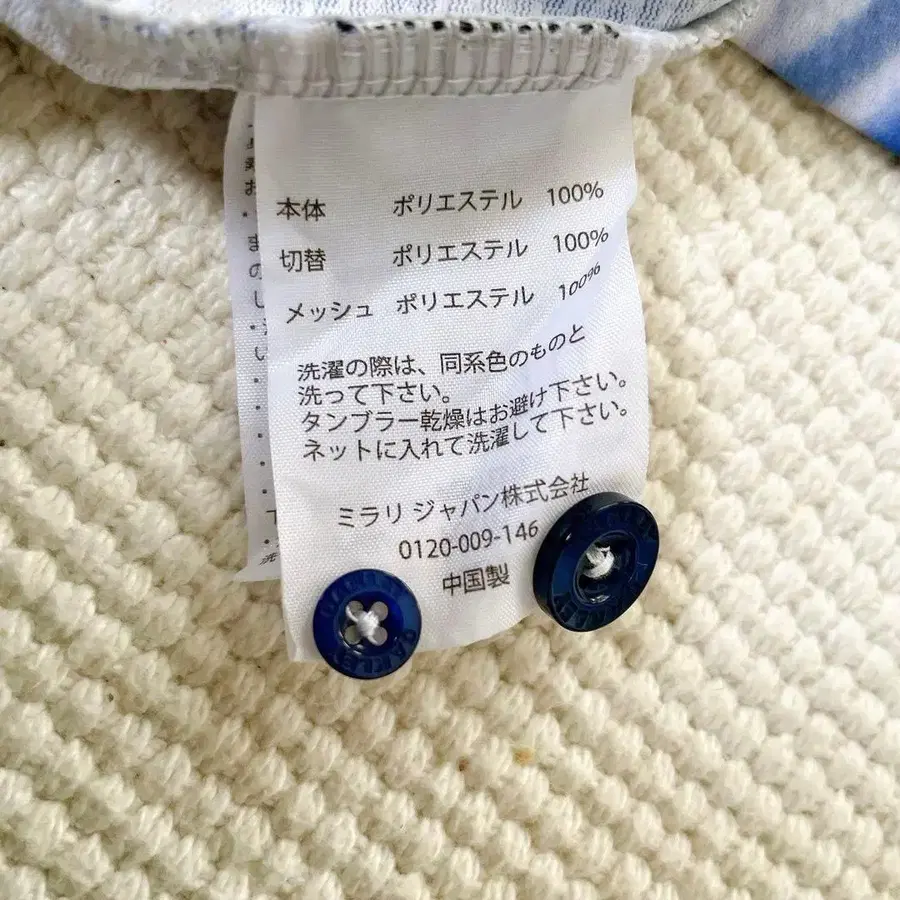 本体 ポリエステル 100%
切替 ポリエステル 100%
メッシュ ポリエステル 100%
洗濯の際は、同系色のものと
洗って下さい。
タンブラー乾燥はお避け下さい。
ネットに入れて洗濯して下さい。
ミラリ ジャパン株式会社
0120-009-146
中国製
OAKLEY